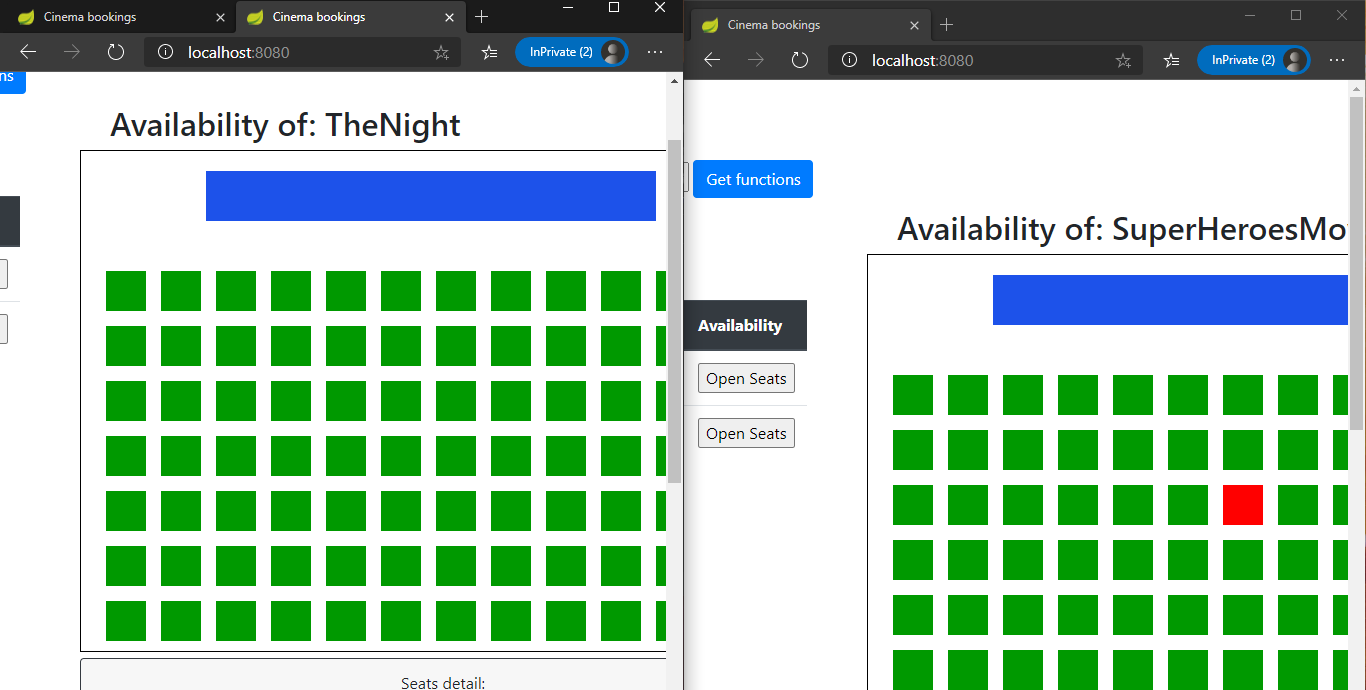 Cinema bookings
Cinema bookings
localhost:8080
InPrivate (2)
ns
Availability of: TheNight
Seats detail:
Cinema bookings
localhost:8080
InPrivate (2)
Get functions
Availability of: SuperHeroesMo
Availability
Open Seats
Open Seats